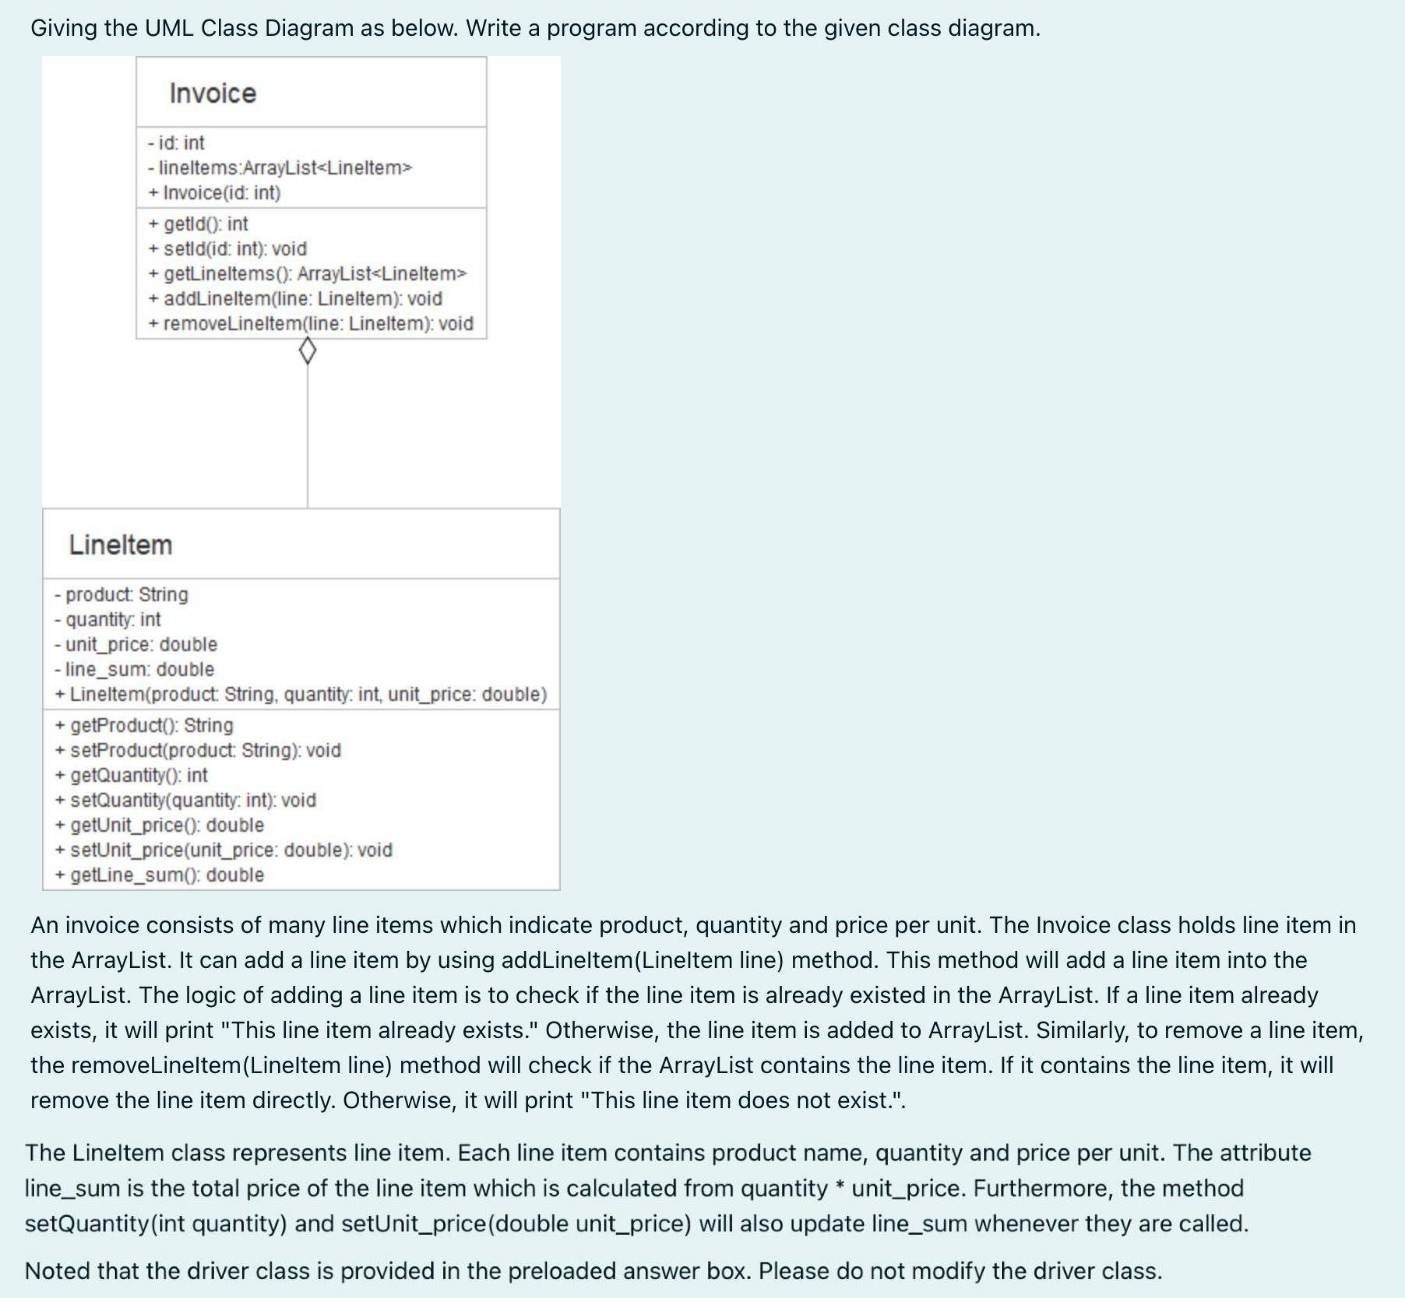 Giving the UML Class Diagram as below. Write a program according to the given class diagram.
Invoice
- id: int
- lineItems:ArrayList<LineItem>
+ Invoice(id: int)
+ getId(): int
+ setId(id: int): void
+ getLineItems(): ArrayList<LineItem>
+ addLineItem(line: LineItem): void
+ removeLineItem(line: LineItem): void
LineItem
- product: String
- quantity: int
- unit_price: double
- line_sum: double
+ LineItem(product: String, quantity: int, unit_price: double)
+ getProduct(): String
+ setProduct(product: String): void
+ getQuantity(): int
+ setQuantity(quantity: int): void
+ getUnit_price(): double
+ setUnit_price(unit_price: double): void
+ getLine_sum(): double
An invoice consists of many line items which indicate product, quantity and price per unit. The Invoice class holds line item in
the ArrayList. It can add a line item by using addLineItem(LineItem line) method. This method will add a line item into the
ArrayList. The logic of adding a line item is to check if the line item is already existed in the ArrayList. If a line item already
exists, it will print "This line item already exists." Otherwise, the line item is added to ArrayList. Similarly, to remove a line item,
the removeLineItem(LineItem line) method will check if the ArrayList contains the line item. If it contains the line item, it will
remove the line item directly. Otherwise, it will print "This line item does not exist.".
The LineItem class represents line item. Each line item contains product name, quantity and price per unit. The attribute
line_sum is the total price of the line item which is calculated from quantity * unit_price. Furthermore, the method
setQuantity(int quantity) and setUnit_price(double unit_price) will also update line_sum whenever they are called.
Noted that the driver class is provided in the preloaded answer box. Please do not modify the driver class.